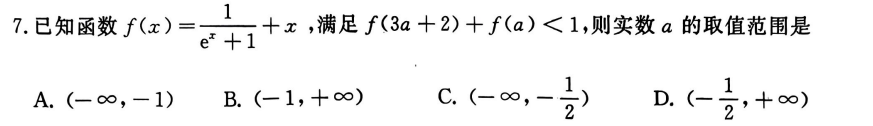 7.已知函数 f(x)=1/(eˣ+1)+x ,满足 f(3a+2)+f(a)<1,则实数 a 的取值范围是
A. (-∞,-1) B. (-1,+∞) C. (-∞,-1/2) D. (-1/2,+∞)